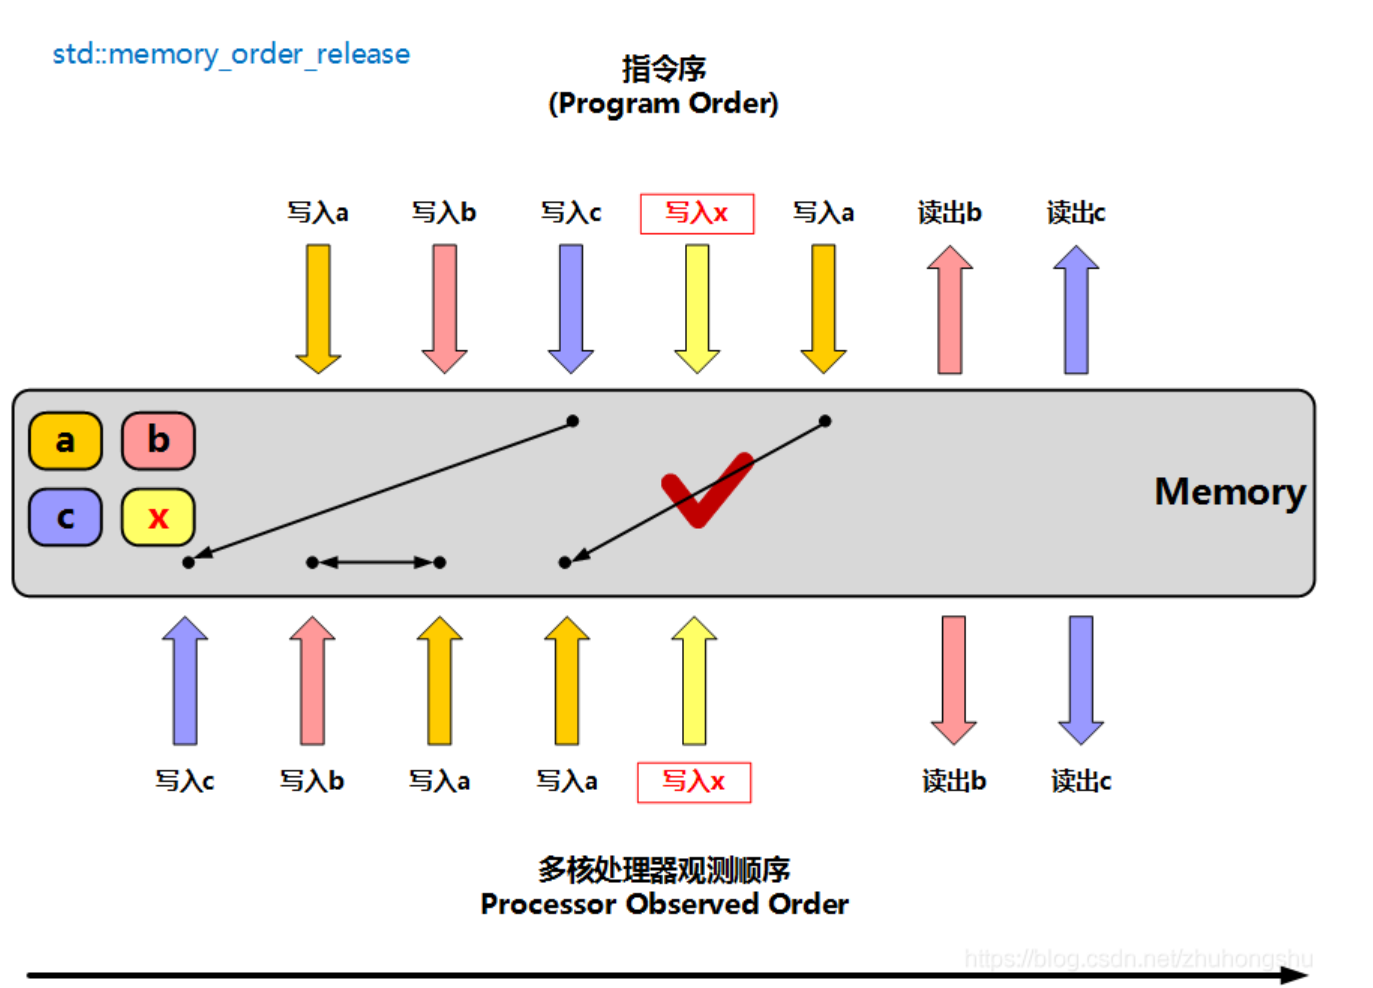 std::memory_order_release
指令序
(Program Order)
写入a 写入b 写入c 写入x 写入a 读出b 读出c
a b
c x
Memory
写入c 写入b 写入a 写入a 写入x 读出b 读出c
多核处理器观测顺序
Processor Observed Order
https://blog.csdn.net/zhuhongshu